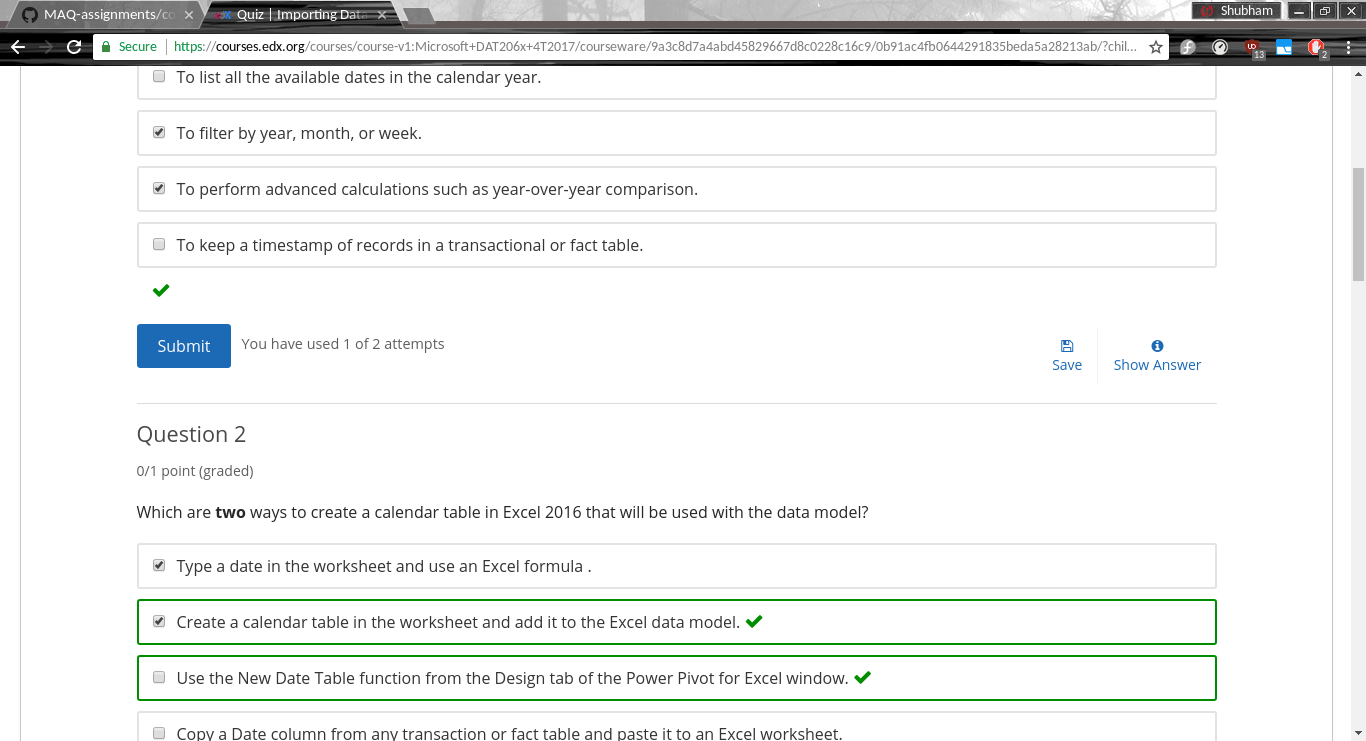 MAQ-assignments/co
Quiz | Importing Data
Shubham
Secure
https://courses.edx.org/courses/course-v1:Microsoft+DAT206x+4T2017/courseware/9a3c8d7a4abd45829667d8c0228c16c9/0b91ac4fb0644291835beda5a28213ab/?chil...
13
2
To list all the available dates in the calendar year.
To filter by year, month, or week.
To perform advanced calculations such as year-over-year comparison.
To keep a timestamp of records in a transactional or fact table.
Submit
You have used 1 of 2 attempts
Save
Show Answer
Question 2
0/1 point (graded)
Which are two ways to create a calendar table in Excel 2016 that will be used with the data model?
Type a date in the worksheet and use an Excel formula .
Create a calendar table in the worksheet and add it to the Excel data model.
Use the New Date Table function from the Design tab of the Power Pivot for Excel window.
Copy a Date column from any transaction or fact table and paste it to an Excel worksheet.